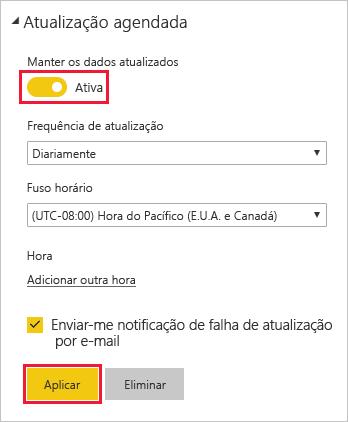 Atualização agendada
Manter os dados atualizados
Ativa
Frequência de atualização
Diariamente
Fuso horário
(UTC-08:00) Hora do Pacífico (E.U.A. e Canadá)
Hora
Adicionar outra hora
Enviar-me notificação de falha de atualização
por e-mail
Aplicar
Eliminar